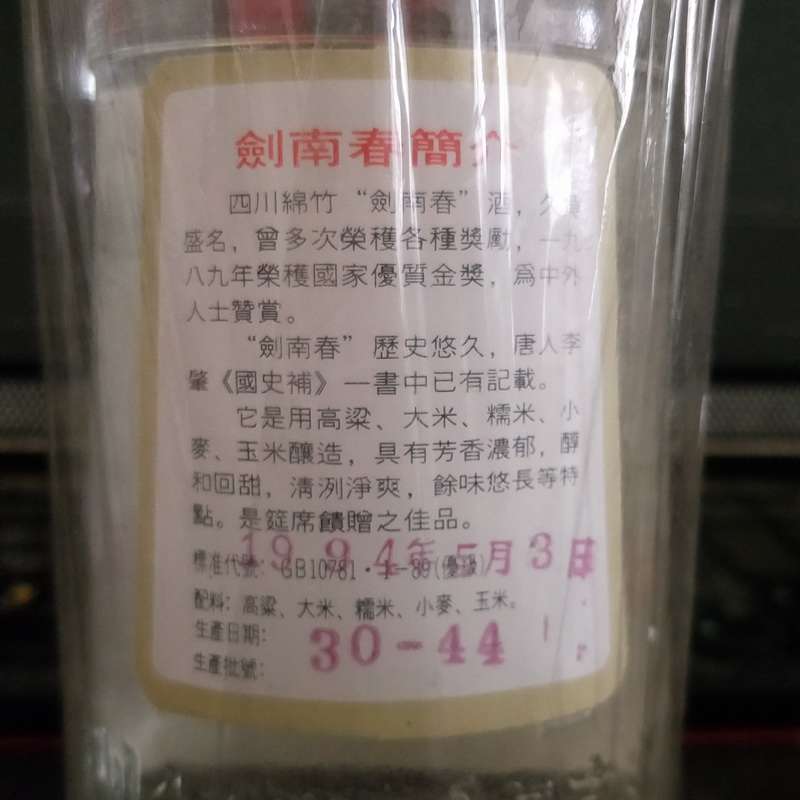 劍南春簡介
四川綿竹“劍南春”酒，久負
盛名，曾多次榮穫各種獎勵，一九
八九年榮穫國家優質金獎，爲中外
人士贊賞。
“劍南春”歷史悠久，唐人李
肇《國史補》一書中已有記載。
它是用高粱、大米、糯米、小
麥、玉米釀造，具有芳香濃郁，醇
和回甜，清洌淨爽，餘味悠長等特
點。是筵席饋贈之佳品。
1994年5月3日
標准代號：GB10781·1-89(優級)
配料：高粱、大米、糯米、小麥、玉米。
生產日期：
30-44
生產批號：